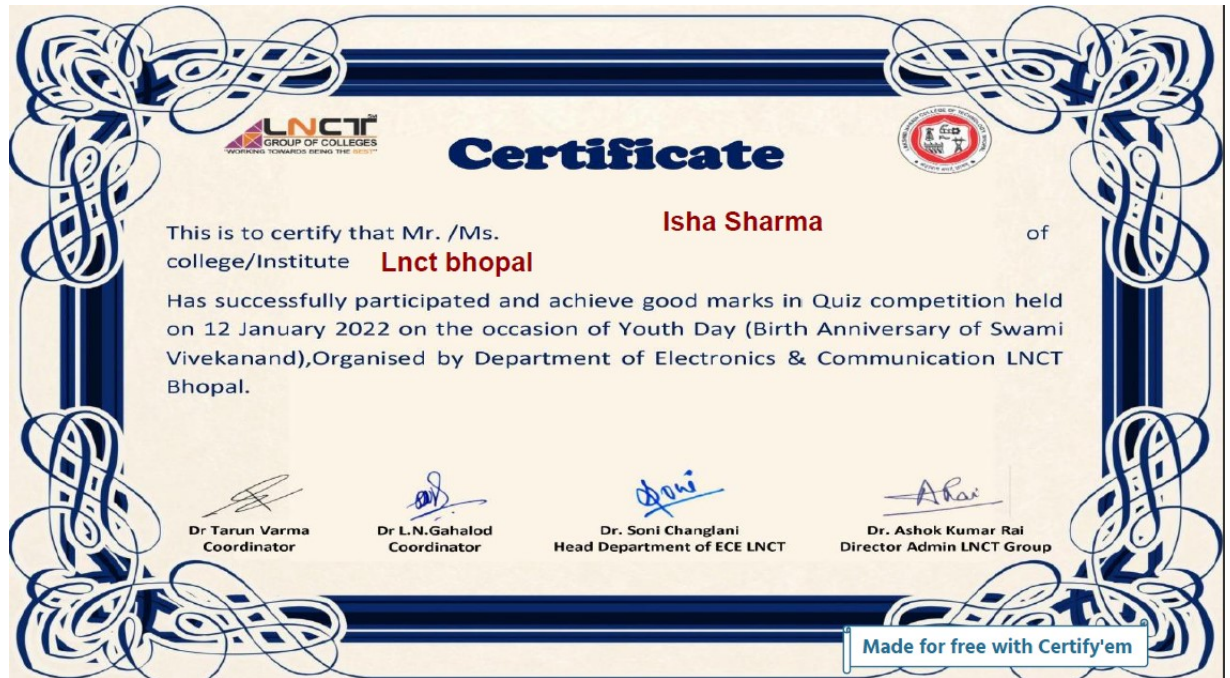 LNCT
GROUP OF COLLEGES
"WORKING TOWARDS BEING THE BEST"
Certificate
This is to certify that Mr. /Ms. Isha Sharma of
college/Institute Lnct bhopal
Has successfully participated and achieve good marks in Quiz competition held
on 12 January 2022 on the occasion of Youth Day (Birth Anniversary of Swami
Vivekanand),Organised by Department of Electronics & Communication LNCT
Bhopal.
Soni
ARai
Dr Tarun Varma
Coordinator
Dr L.N.Gahalod
Coordinator
Dr. Soni Changlani
Head Department of ECE LNCT
Dr. Ashok Kumar Rai
Director Admin LNCT Group
Made for free with Certify'em